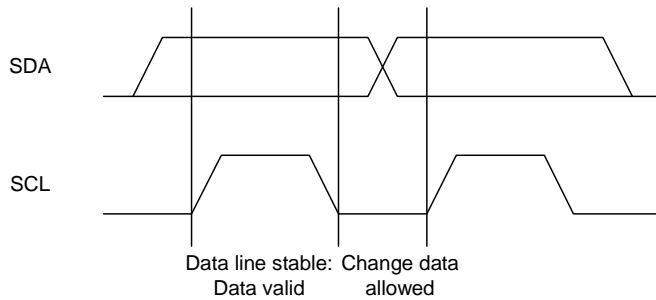 SDA
SCL
Data line stable:
Data valid
Change data
allowed